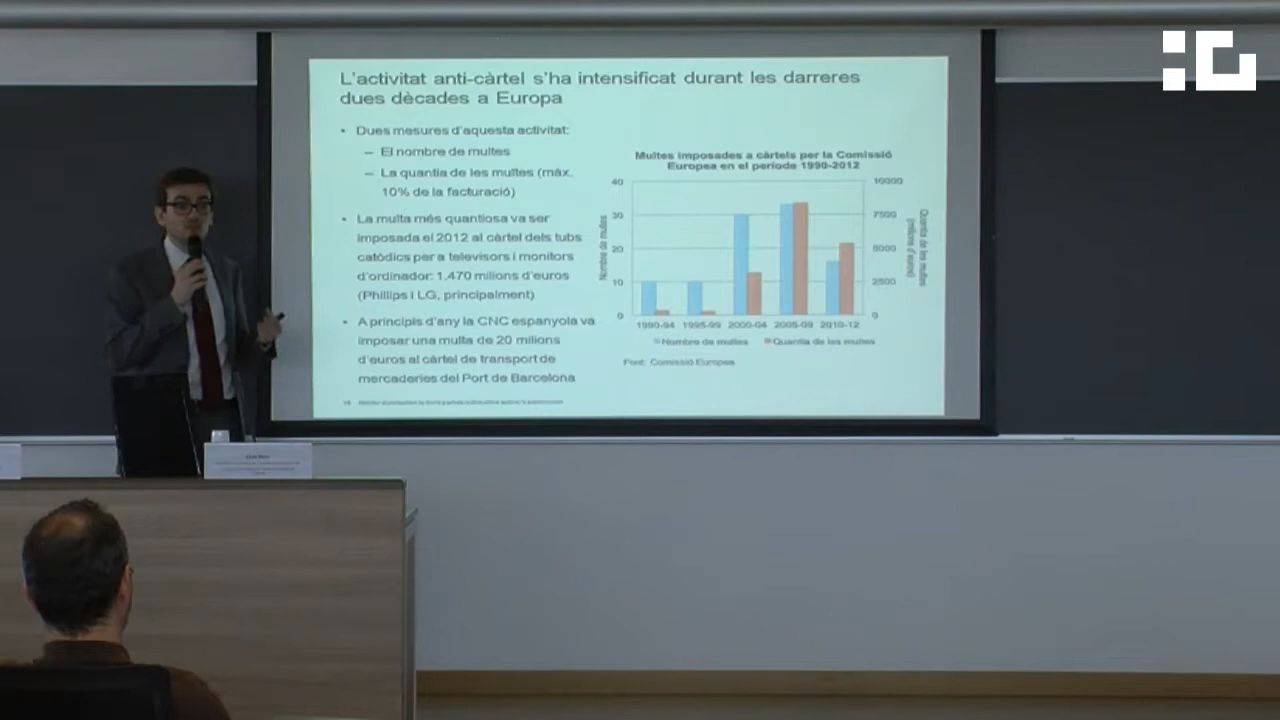 L'activitat anti-càrtel s'ha intensificat durant les darreres
dues dècades a Europa
• Dues mesures d'aquesta activitat:
– El nombre de multes
– La quantia de les multes (màx.
10% de la facturació)
• La multa més quantiosa va ser
imposada el 2012 al càrtel dels tubs
catòdics per a televisors i monitors
d'ordinador: 1.470 milions d'euros
(Phillips i LG, principalment)
• A principis d'any la CNC espanyola va
imposar una multa de 20 milions
d'euros al càrtel de transport de
mercaderies del Port de Barcelona
Multes imposades a càrtels per la Comissió
Europea en el període 1990-2012
40
30
20
10
0
Nombre de multes
10000
7500
5000
2500
0
Quantia de les multes
(milions d'euros)
1990-94 1995-99 2000-04 2005-09 2010-12
Nombre de multes Quantia de les multes
Font: Comissió Europea